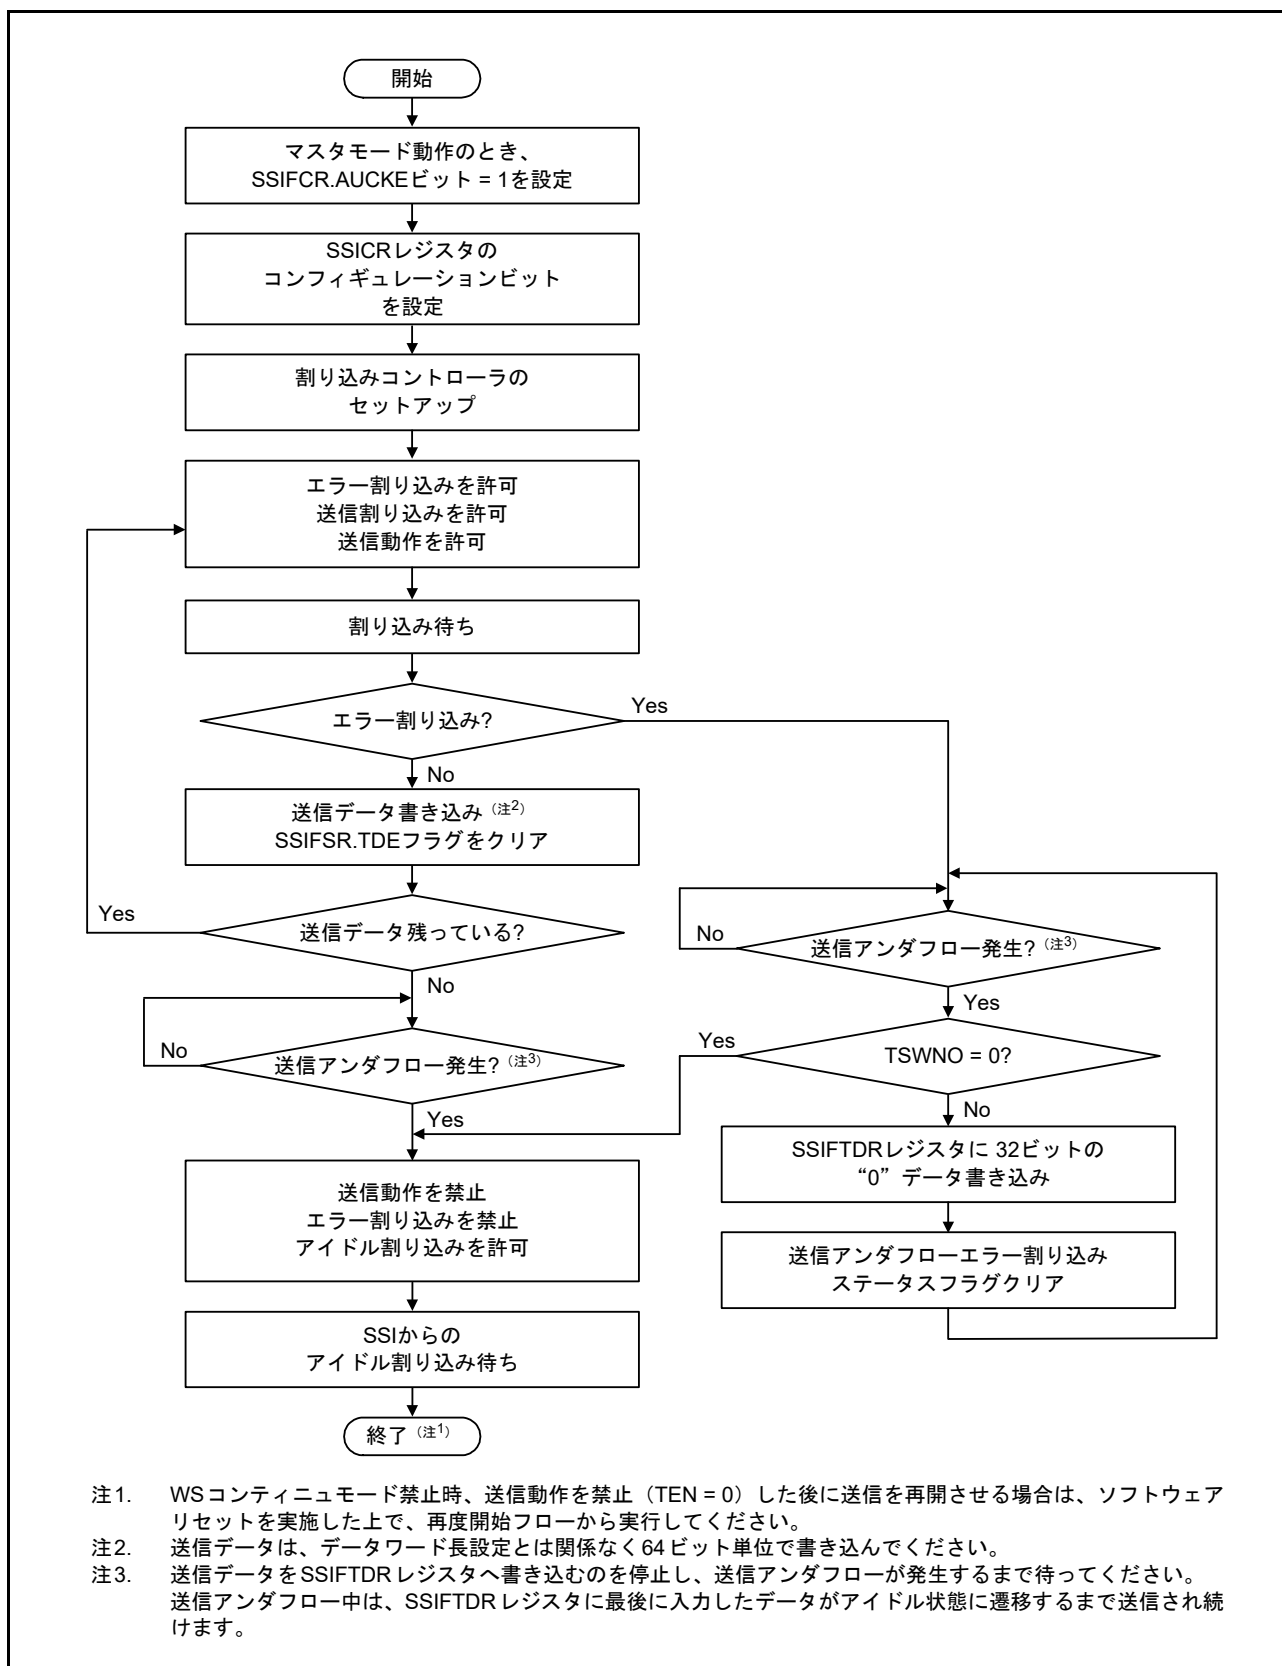 開始
マスタモード動作のとき、
SSIFCR.AUCKEビット = 1を設定
SSICRレジスタの
コンフィギュレーションビット
を設定
割り込みコントローラの
セットアップ
エラー割り込みを許可
送信割り込みを許可
送信動作を許可
割り込み待ち
エラー割り込み?
Yes
No
送信データ書き込み（注2）
SSIFSR.TDEフラグをクリア
Yes
送信データ残っている?
No
No
送信アンダフロー発生?（注3）
Yes
No
送信アンダフロー発生?（注3）
Yes
Yes
TSWNO = 0?
No
SSIFTDRレジスタに 32ビットの
“0”データ書き込み
送信アンダフローエラー割り込み
ステータスフラグクリア
送信動作を禁止
エラー割り込みを禁止
アイドル割り込みを許可
SSIからの
アイドル割り込み待ち
終了（注1）
注1. WSコンティニュモード禁止時、送信動作を禁止（TEN = 0）した後に送信を再開させる場合は、ソフトウェア
リセットを実施した上で、再度開始フローから実行してください。
注2. 送信データは、データワード長設定とは関係なく64ビット単位で書き込んでください。
注3. 送信データをSSIFTDRレジスタへ書き込むのを停止し、送信アンダフローが発生するまで待ってください。
送信アンダフロー中は、SSIFTDRレジスタに最後に入力したデータがアイドル状態に遷移するまで送信され続
けます。